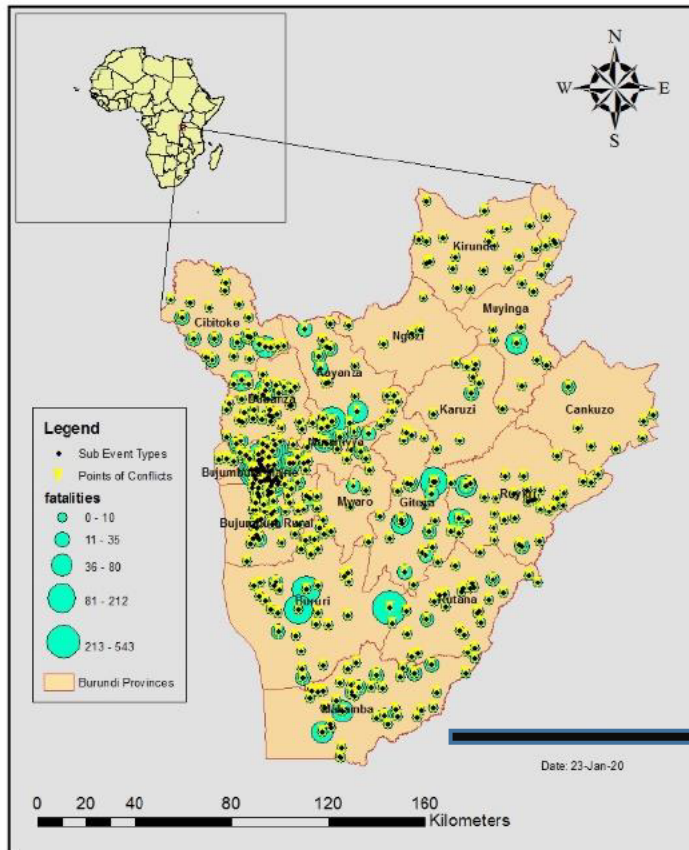 N
W
E
S
Kirundo
Muyinga
Cibitoke
Ngozi
Kayanza
Cankuzo
Karuzi
Bubanza
Muramvya
Mwaro
Gitega
Ruyigi
Bujumbura Rural
Bururi
Rutana
Makamba
Legend
Sub Event Types
Points of Conflicts
fatalities
0 - 10
11 - 35
36 - 80
81 - 212
213 - 543
Burundi Provinces
Date: 23-Jan-20
0 20 40 80 120 160
Kilometers